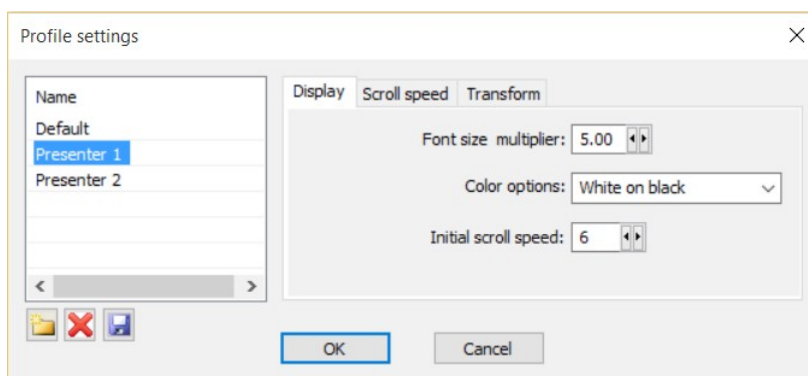 Profile settings
Name
Default
Presenter 1
Presenter 2
Display Scroll speed Transform
Font size multiplier: 5.00
Color options: White on black
Initial scroll speed: 6
OK Cancel